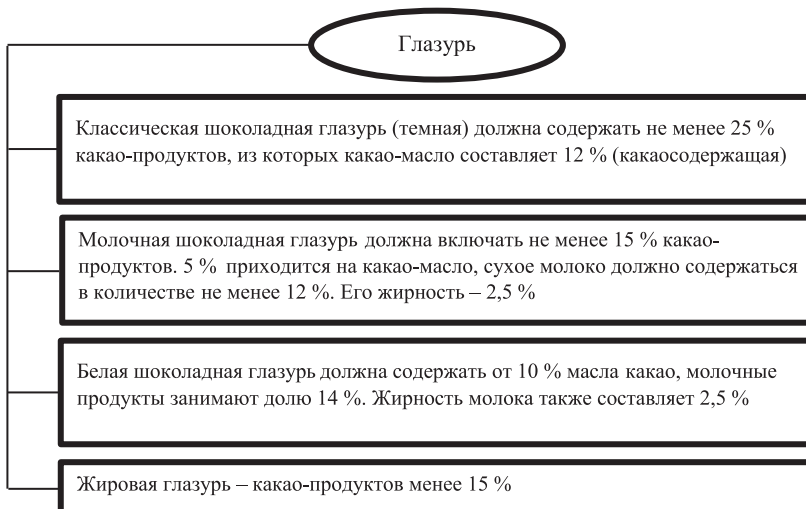 Глазурь
Классическая шоколадная глазурь (темная) должна содержать не менее 25 %
какао-продуктов, из которых какао-масло составляет 12 % (какаосодержащая)
Молочная шоколадная глазурь должна включать не менее 15 % какао-
продуктов. 5 % приходится на какао-масло, сухое молоко должно содержаться
в количестве не менее 12 %. Его жирность – 2,5 %
Белая шоколадная глазурь должна содержать от 10 % масла какао, молочные
продукты занимают долю 14 %. Жирность молока также составляет 2,5 %
Жировая глазурь – какао-продуктов менее 15 %